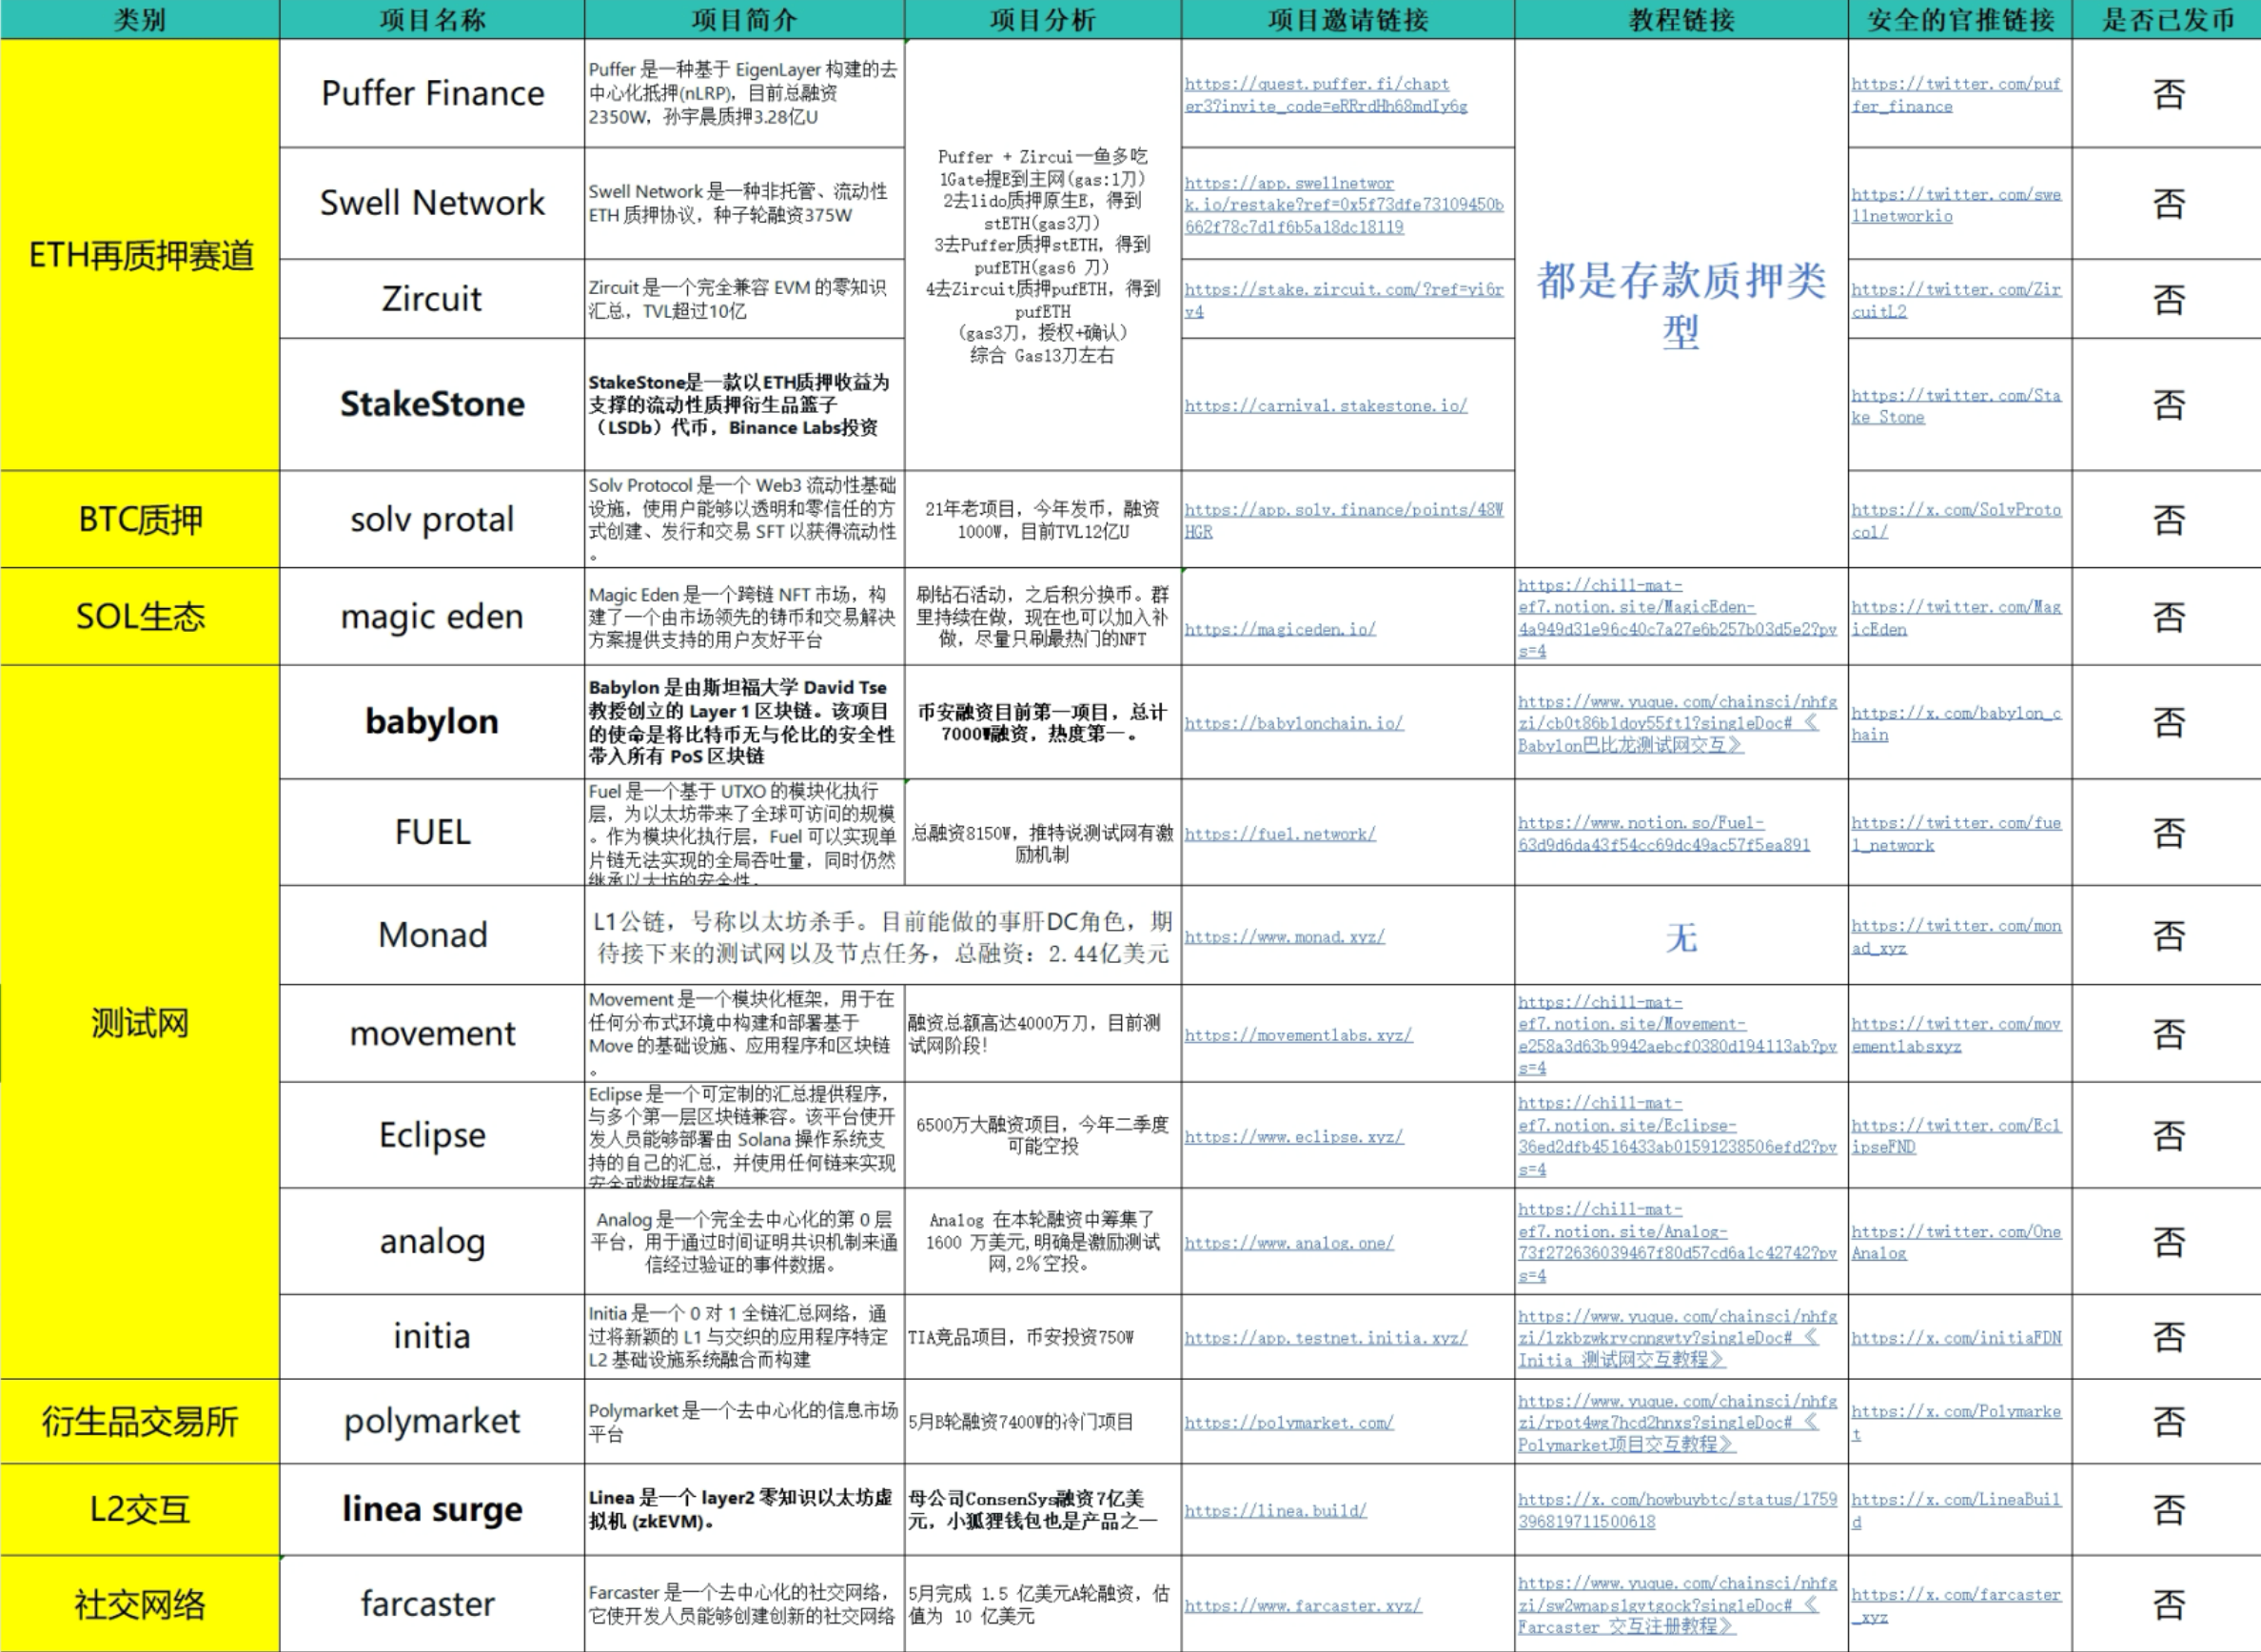 类别 项目名称 项目简介 项目分析 项目邀请链接 教程链接 安全的官推链接 是否已发币
ETH再质押赛道
Puffer Finance
Puffer 是一种基于 EigenLayer 构建的去
中心化抵押(nLRP)，目前总融资
2350W，孙宇晨质押3.28亿U
Puffer + Zircui一鱼多吃
1Gate提E到主网(gas:1刀)
2去lido质押原生E，得到
stETH(gas3刀)
3去Puffer质押stETH，得到
pufETH(gas6 刀)
4去Zircuit质押pufETH，得到
pufETH
（gas3刀，授权+确认）
综合 Gas13刀左右
https://quest.puffer.fi/chapt
er3?invite_code=eRRrdHh68mdIy6g
都是存款质押类
型
https://twitter.com/puf
fer_finance
否
Swell Network
Swell Network 是一种非托管、流动性
ETH 质押协议，种子轮融资375W
https://app.swellnetwor
k.io/restake?ref=0x5f73dfe73109450b
662f78c7d1f6b5a18dc18119
https://twitter.com/swe
llnetworkio
否
Zircuit
Zircuit 是一个完全兼容 EVM 的零知识
汇总，TVL超过10亿
https://stake.zircuit.com/?ref=yi6r
v4
https://twitter.com/Zir
cuitL2
否
StakeStone
StakeStone是一款以ETH质押收益为
支撑的流动性质押衍生品篮子
（LSDb）代币，Binance Labs投资
https://carnival.stakestone.io/
https://twitter.com/Sta
ke_Stone
否
BTC质押
solv protal
Solv Protocol 是一个 Web3 流动性基础
设施，使用户能够以透明和零信任的方
式创建、发行和交易 SFT 以获得流动性
。
21年老项目，今年发币，融资
1000W，目前TVL12亿U
https://app.solv.finance/points/48W
HGR
https://x.com/SolvProto
col/
否
SOL生态
magic eden
Magic Eden 是一个跨链 NFT 市场，构
建了一个由市场领先的铸币和交易解决
方案提供支持的用户友好平台
刷钻石活动，之后积分换币。群
里持续在做，现在也可以加入补
做，尽量只刷最热门的NFT
https://magiceden.io/
https://chill-mat-
ef7.notion.site/MagicEden-
4a949d31e96c40c7a27e6b257b03d5e2?pv
s=4
https://twitter.com/Mag
icEden
否
测试网
babylon
Babylon 是由斯坦福大学 David Tse
教授创立的 Layer 1 区块链。该项目
的使命是将比特币无与伦比的安全性
带入所有 PoS 区块链
币安融资目前第一项目，总计
7000W融资，热度第一。
https://babylonchain.io/
https://www.yuque.com/chainsci/nhfg
zi/cb0t86b1doy55ft1?singleDoc# 《
Babylon巴比龙测试网交互》
https://x.com/babylon_c
hain
否
FUEL
Fuel 是一个基于 UTXO 的模块化执行
层，为以太坊带来了全球可访问的规模
。作为模块化执行层，Fuel 可以实现单
片链无法实现的全局吞吐量，同时仍然
继承以太坊的安全性。
总融资8150W，推特说测试网有激
励机制
https://fuel.network/
https://www.notion.so/Fuel-
63d9d6da43f54cc69dc49ac57f5ea891
https://twitter.com/fue
l_network
否
Monad
L1公链，号称以太坊杀手。目前能做的事肝DC角色，期
待接下来的测试网以及节点任务，总融资：2.44亿美元
https://www.monad.xyz/
无
https://twitter.com/mon
ad_xyz
否
movement
Movement 是一个模块化框架，用于在
任何分布式环境中构建和部署基于
Move 的基础设施、应用程序和区块链
。
融资总额高达4000万刀，目前测
试网阶段！
https://movementlabs.xyz/
https://chill-mat-
ef7.notion.site/Movement-
e258a3d63b9942aebcf0380d194113ab?pv
s=4
https://twitter.com/mov
ementlabsxyz
否
Eclipse
Eclipse 是一个可定制的汇总提供程序，
与多个第一层区块链兼容。该平台使开
发人员能够部署由 Solana 操作系统支
持的自己的汇总，并使用任何链来实现
安全或数据存储
6500万大融资项目，今年二季度
可能空投
https://www.eclipse.xyz/
https://chill-mat-
ef7.notion.site/Eclipse-
36ed2dfb4516433ab01591238506efd2?pv
s=4
https://twitter.com/Ecl
ipseFND
否
analog
Analog 是一个完全去中心化的第 0 层
平台，用于通过时间证明共识机制来通
信经过验证的事件数据。
Analog 在本轮融资中筹集了
1600 万美元,明确是激励测试
网,2%空投。
https://www.analog.one/
https://chill-mat-
ef7.notion.site/Analog-
73f272636039467f80d57cd6a1c42742?pv
s=4
https://twitter.com/One
Analog
否
initia
Initia 是一个 0 对 1 全链汇总网络，通
过将新颖的 L1 与交织的应用程序特定
L2 基础设施系统融合而构建
TIA竞品项目，币安投资750W
https://app.testnet.initia.xyz/
https://www.yuque.com/chainsci/nhfg
zi/lzkbzwkrvcnngwty?singleDoc# 《
Initia 测试网交互教程》
https://x.com/initiaFDN
否
衍生品交易所
polymarket
Polymarket 是一个去中心化的信息市场
平台
5月B轮融资7400W的冷门项目
https://polymarket.com/
https://www.yuque.com/chainsci/nhfg
zi/rpot4wg7hcd2hnxs?singleDoc# 《
Polymarket项目交互教程》
https://x.com/Polymarke
t
否
L2交互
linea surge
Linea 是一个 layer2 零知识以太坊虚
拟机 (zkEVM)。
母公司ConsenSys融资7亿美
元，小狐狸钱包也是产品之一
https://linea.build/
https://x.com/howbuybtc/status/1759
396819711500618
https://x.com/LineaBuil
d
否
社交网络
farcaster
Farcaster 是一个去中心化的社交网络，
它使开发人员能够创建创新的社交网络
5月完成 1.5 亿美元A轮融资，估
值为 10 亿美元
https://www.farcaster.xyz/
https://www.yuque.com/chainsci/nhfg
zi/sw2wnapslgvtgock?singleDoc# 《
Farcaster 交互注册教程》
https://x.com/farcaster
_xyz
否